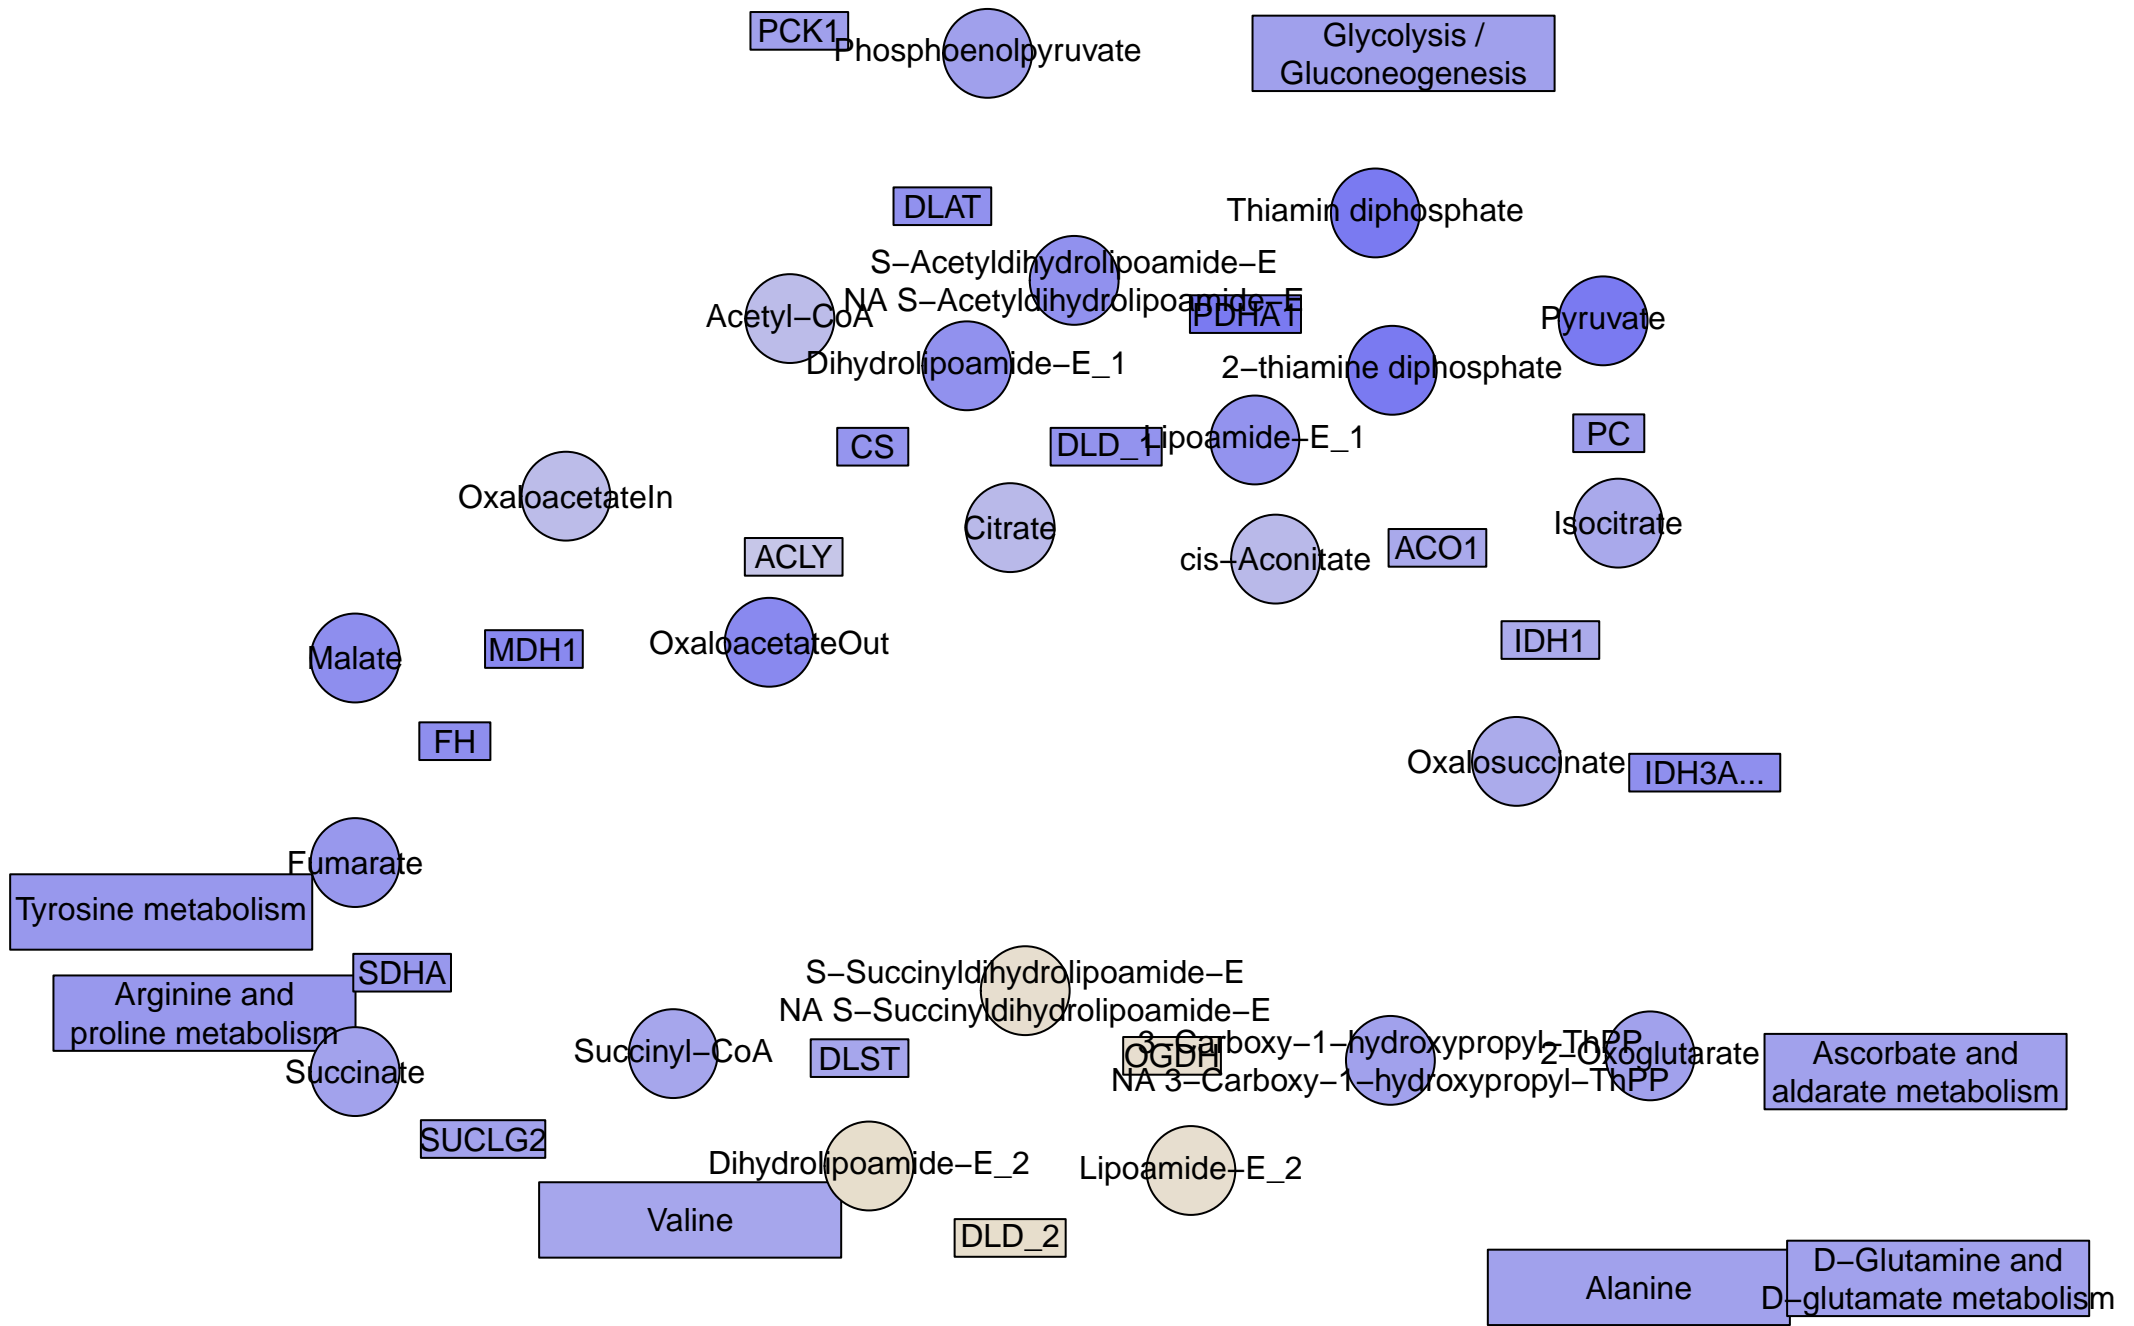 PCK1
Phosphoenolpyruvate
Glycolysis /
Gluconeogenesis
DLAT
Thiamin diphosphate
S−Acetyldihydrolipoamide−E
NA S−Acetyldihydrolipoamide−E
PDHA1
Acetyl−CoA
Pyruvate
Dihydrolipoamide−E_1
2−thiamine diphosphate
CS
DLD_1
Lipoamide−E_1
PC
OxaloacetateIn
Citrate
Isocitrate
ACLY
cis−Aconitate
ACO1
Malate
MDH1
OxaloacetateOut
IDH1
FH
Oxalosuccinate
IDH3A...
Fumarate
Tyrosine metabolism
SDHA
Arginine and
proline metabolism
Succinate
S−Succinyldihydrolipoamide−E
NA S−Succinyldihydrolipoamide−E
Succinyl−CoA
DLST
OGDH
3−Carboxy−1−hydroxypropyl−ThPP
NA 3−Carboxy−1−hydroxypropyl−ThPP
2−Oxoglutarate
Ascorbate and
aldarate metabolism
SUCLG2
Dihydrolipoamide−E_2
Lipoamide−E_2
Valine
DLD_2
Alanine
D−Glutamine and
D−glutamate metabolism